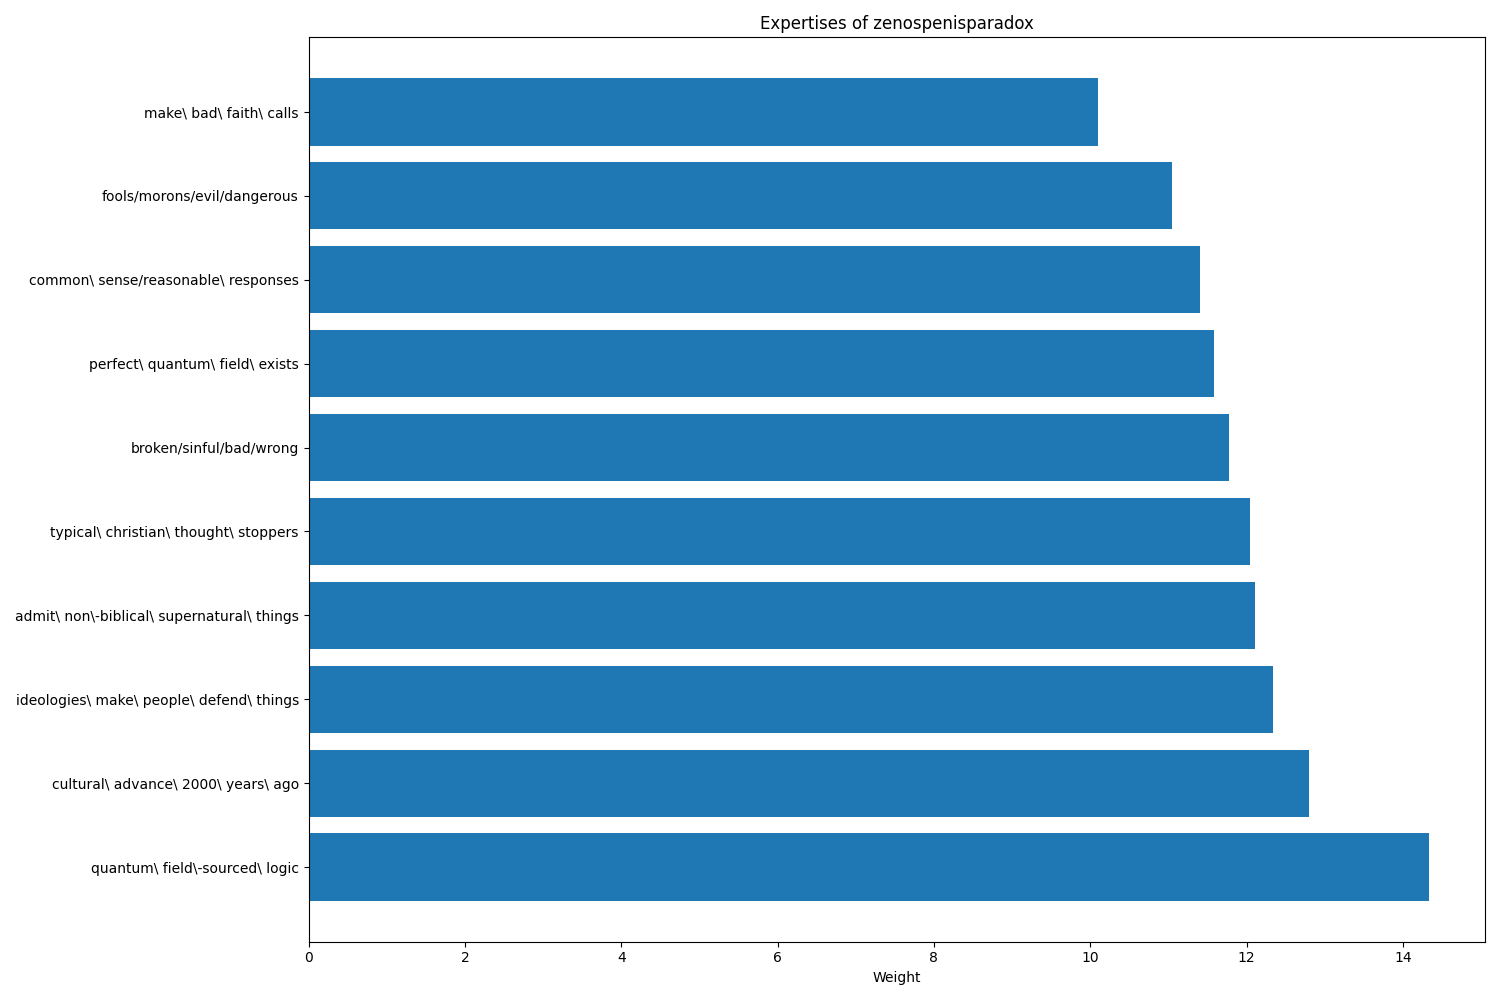 Expertises of zenospenisparadox
make\ bad\ faith\ calls
fools/morons/evil/dangerous
common\ sense/reasonable\ responses
perfect\ quantum\ field\ exists
broken/sinful/bad/wrong
typical\ christian\ thought\ stoppers
admit\ non\-biblical\ supernatural\ things
ideologies\ make\ people\ defend\ things
cultural\ advance\ 2000\ years\ ago
quantum\ field\-sourced\ logic
0 2 4 6 8 10 12 14
Weight